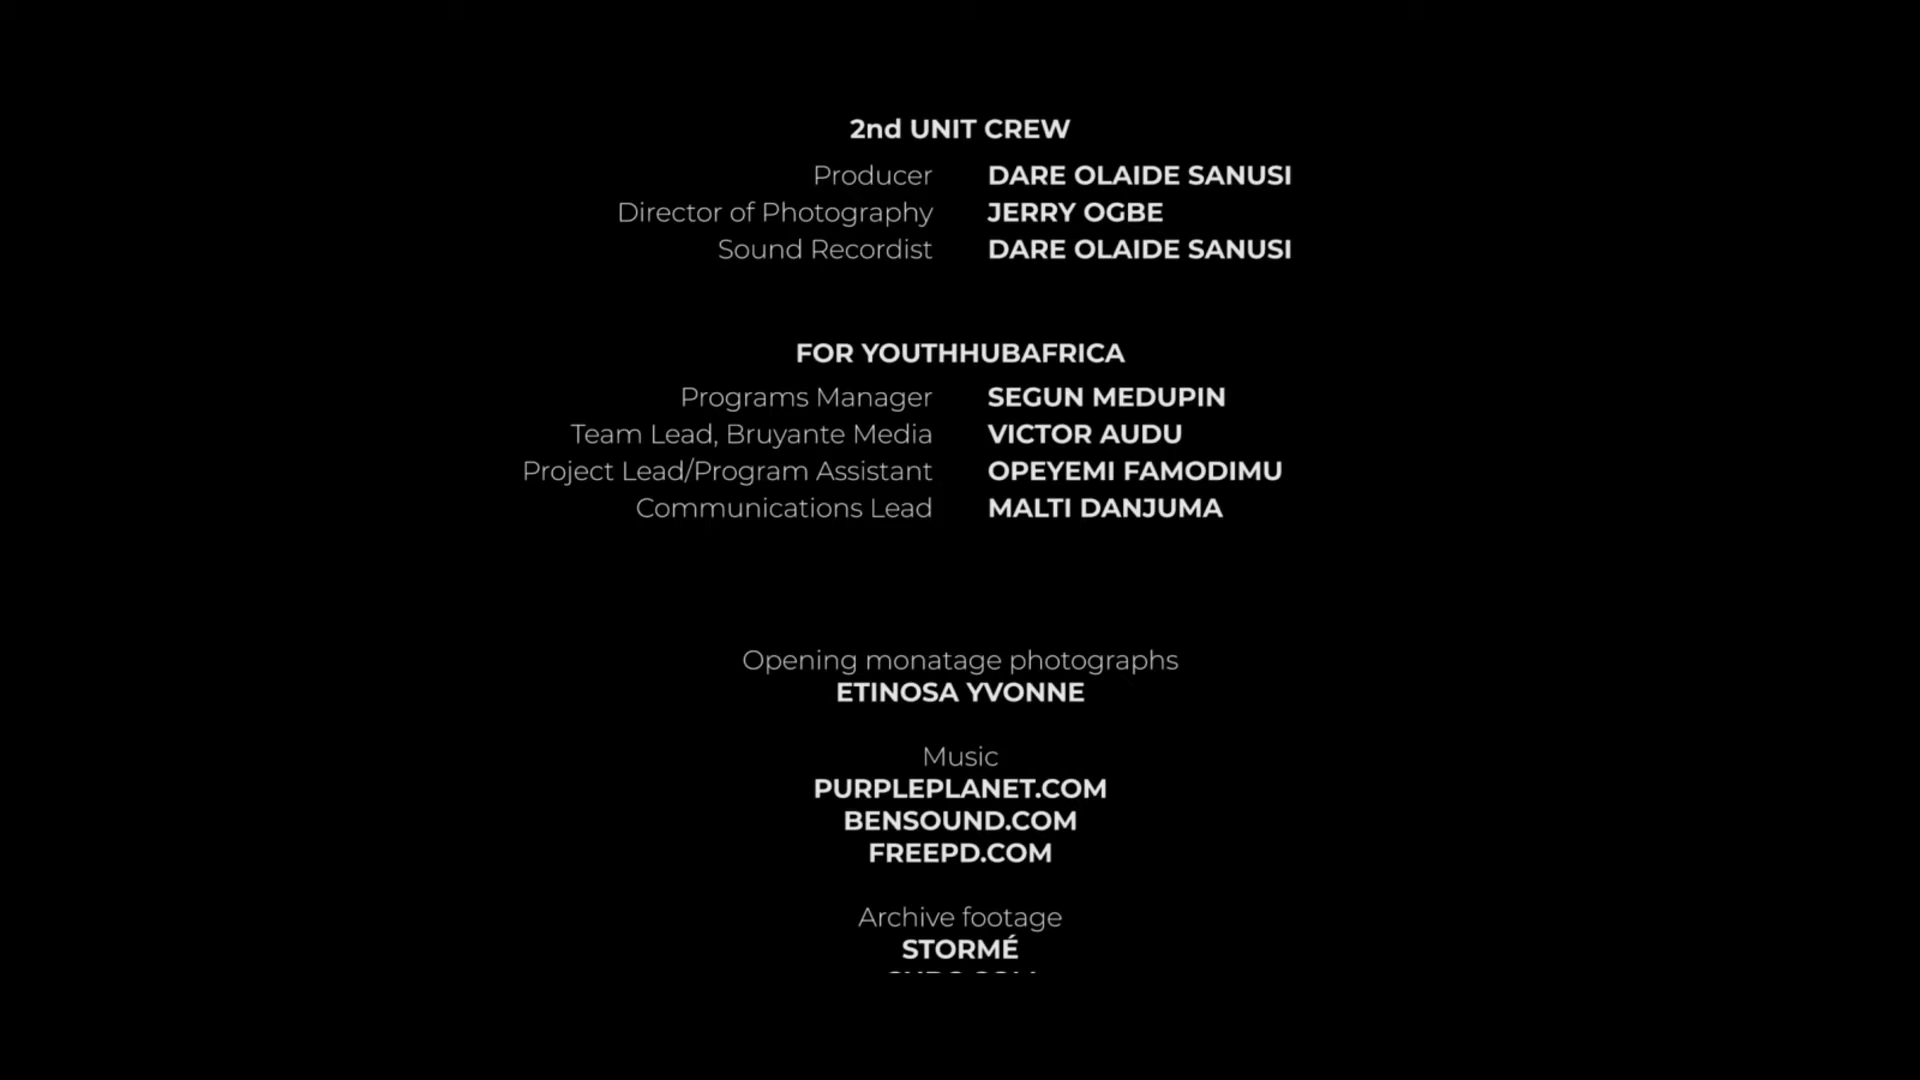 2nd UNIT CREW
Producer DARE OLAIDE SANUSI
Director of Photography JERRY OGBE
Sound Recordist DARE OLAIDE SANUSI
FOR YOUTHHUBAFRICA
Programs Manager SEGUN MEDUPIN
Team Lead, Bruyante Media VICTOR AUDU
Project Lead/Program Assistant OPEYEMI FAMODIMU
Communications Lead MALTI DANJUMA
Opening monatage photographs
ETINOSA YVONNE
Music
PURPLEPLANET.COM
BENSOUND.COM
FREEPD.COM
Archive footage
STORMÉ